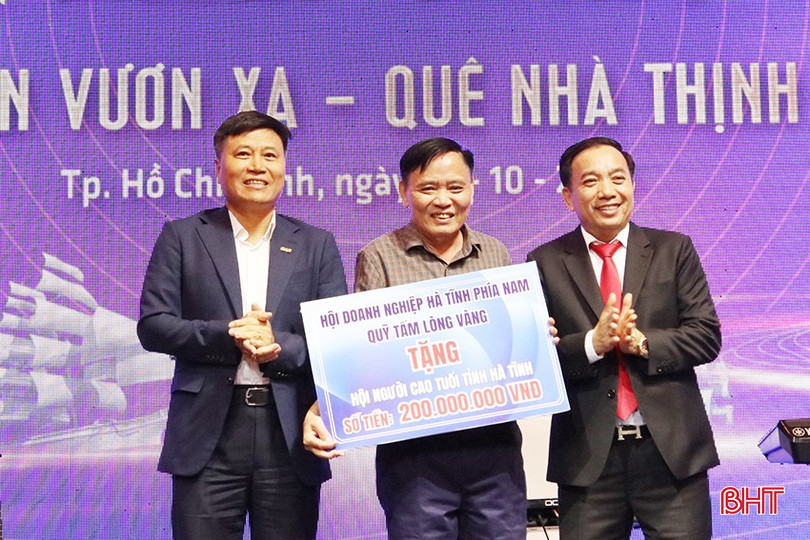 N VƯƠN XA – QUÊ NHÀ THỊNH
Tp. Hồ Chí Minh, ngày - 10 -
HỘI DOANH NGHIỆP HÀ TĨNH PHÍA NAM
QUỸ TẤM LÒNG VÀNG
TẶNG
HỘI NGƯỜI CAO TUỔI TỈNH HÀ TĨNH
SỐ TIỀN: 200.000.000 VNĐ
BHT